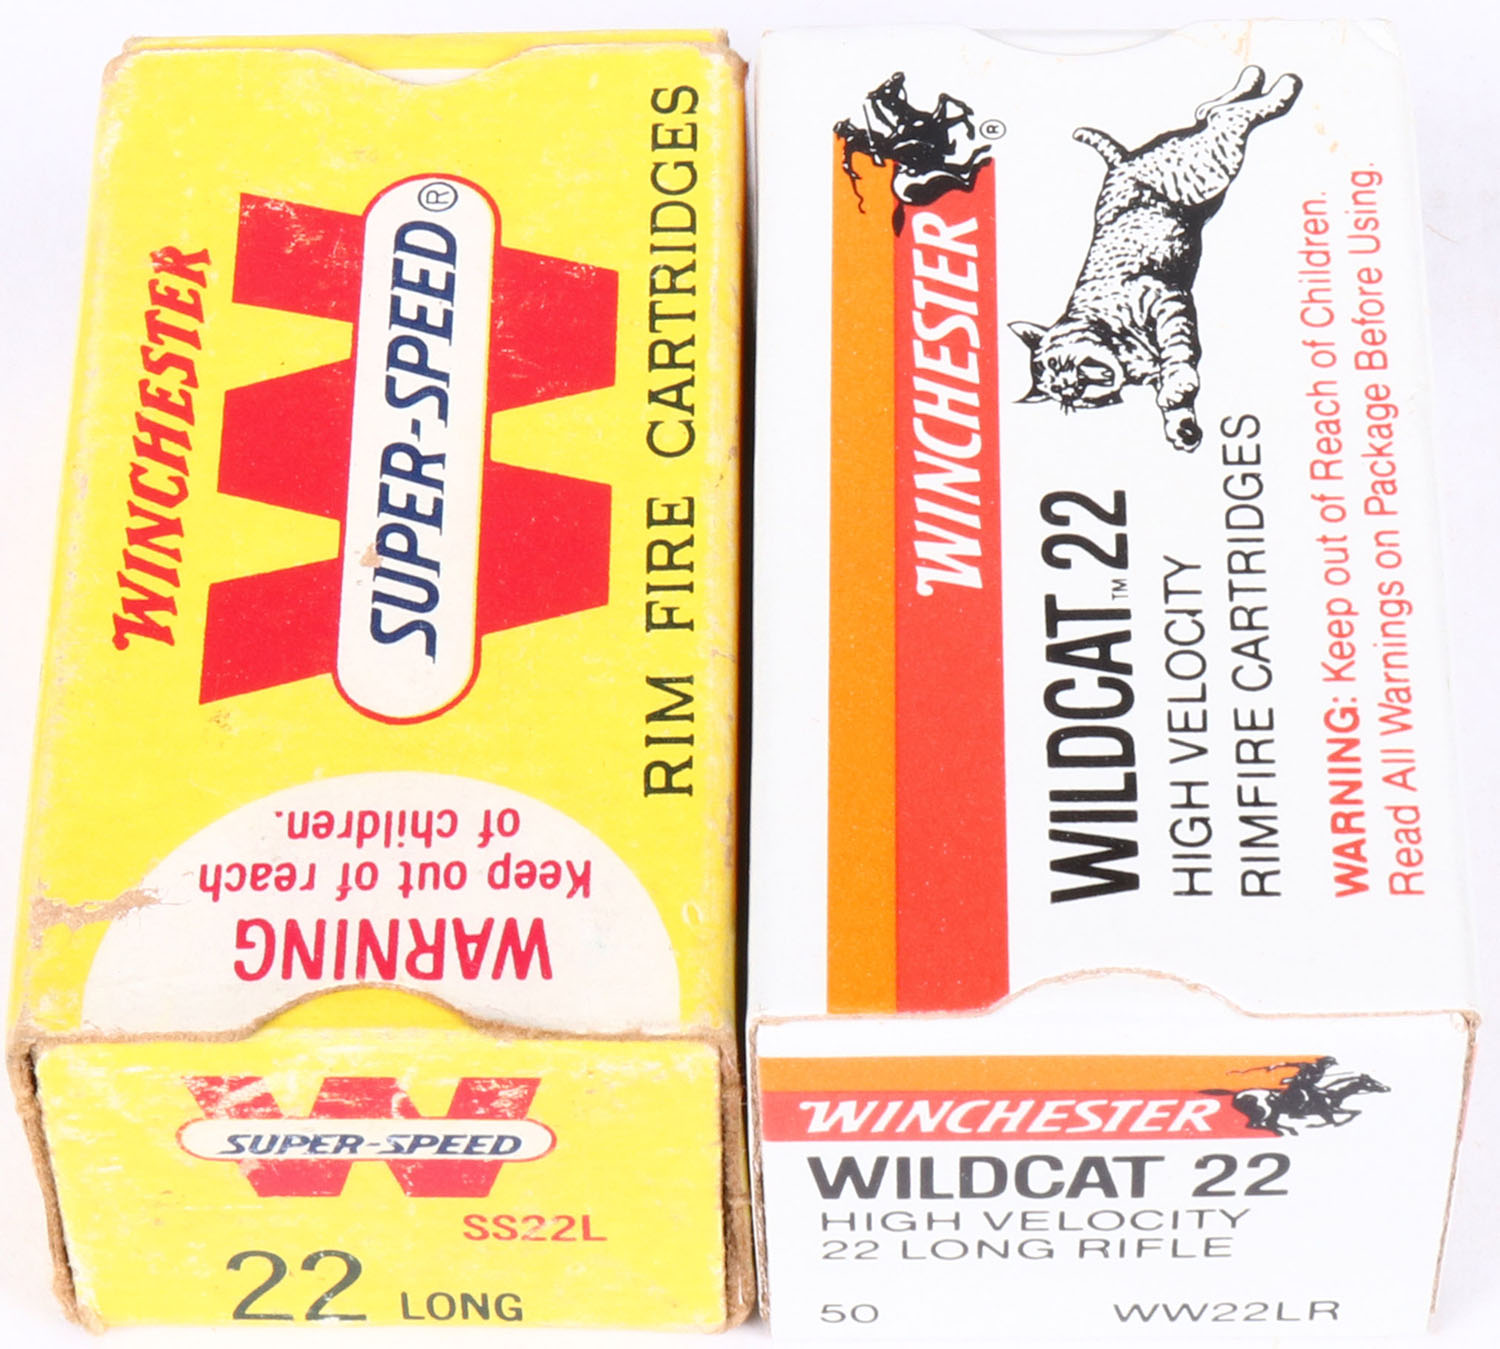 WINCHESTER
SUPER-SPEED®
RIM FIRE CARTRIDGES
WARNING
Keep out of reach
of children.
SUPER-SPEED
SS22L
22 LONG
®
WINCHESTER
WILDCAT™ 22
HIGH VELOCITY
RIMFIRE CARTRIDGES
WARNING: Keep out of Reach of Children.
Read All Warnings on Package Before Using.
WINCHESTER
WILDCAT 22
HIGH VELOCITY
22 LONG RIFLE
50 WW22LR